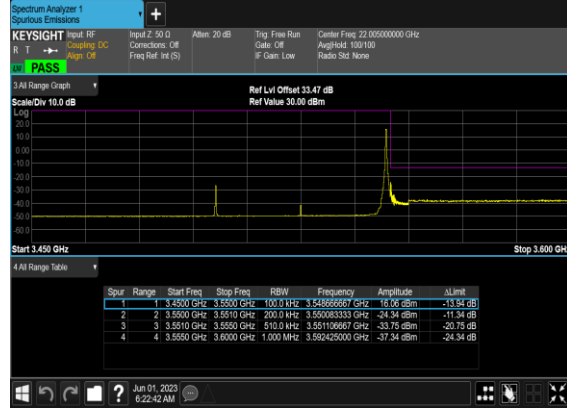 Spectrum Analyzer 1
Spurious Emissions
KEYSIGHT Input: RF Input Z: 50 Ω Atten: 20 dB Trig: Free Run Center Freq: 22.005000000 GHz
R T Coupling: DC Corrections: Off Gate: Off Avg|Hold: 100/100
Align: Off Freq Ref: Int (S) IF Gain: Low Radio Std: None
LW PASS
3 All Range Graph
Ref Lvl Offset 33.47 dB
Scale/Div 10.0 dB Ref Value 30.00 dBm
Log
20.0
10.0
0.00
-10.0
-20.0
-30.0
-40.0
-50.0
-60.0
Start 3.450 GHz Stop 3.600 GHz
4 All Range Table
Spur Range Start Freq Stop Freq RBW Frequency Amplitude ΔLimit
1 1 3.4500 GHz 3.5500 GHz 100.0 kHz 3.548666667 GHz 16.06 dBm -13.94 dB
2 2 3.5500 GHz 3.5510 GHz 200.0 kHz 3.550083333 GHz -24.34 dBm -11.34 dB
3 3 3.5510 GHz 3.5550 GHz 510.0 kHz 3.551106667 GHz -33.75 dBm -20.75 dB
4 4 3.5550 GHz 3.6000 GHz 1.000 MHz 3.592425000 GHz -37.34 dBm -24.34 dB
Jun 01, 2023
6:22:42 AM